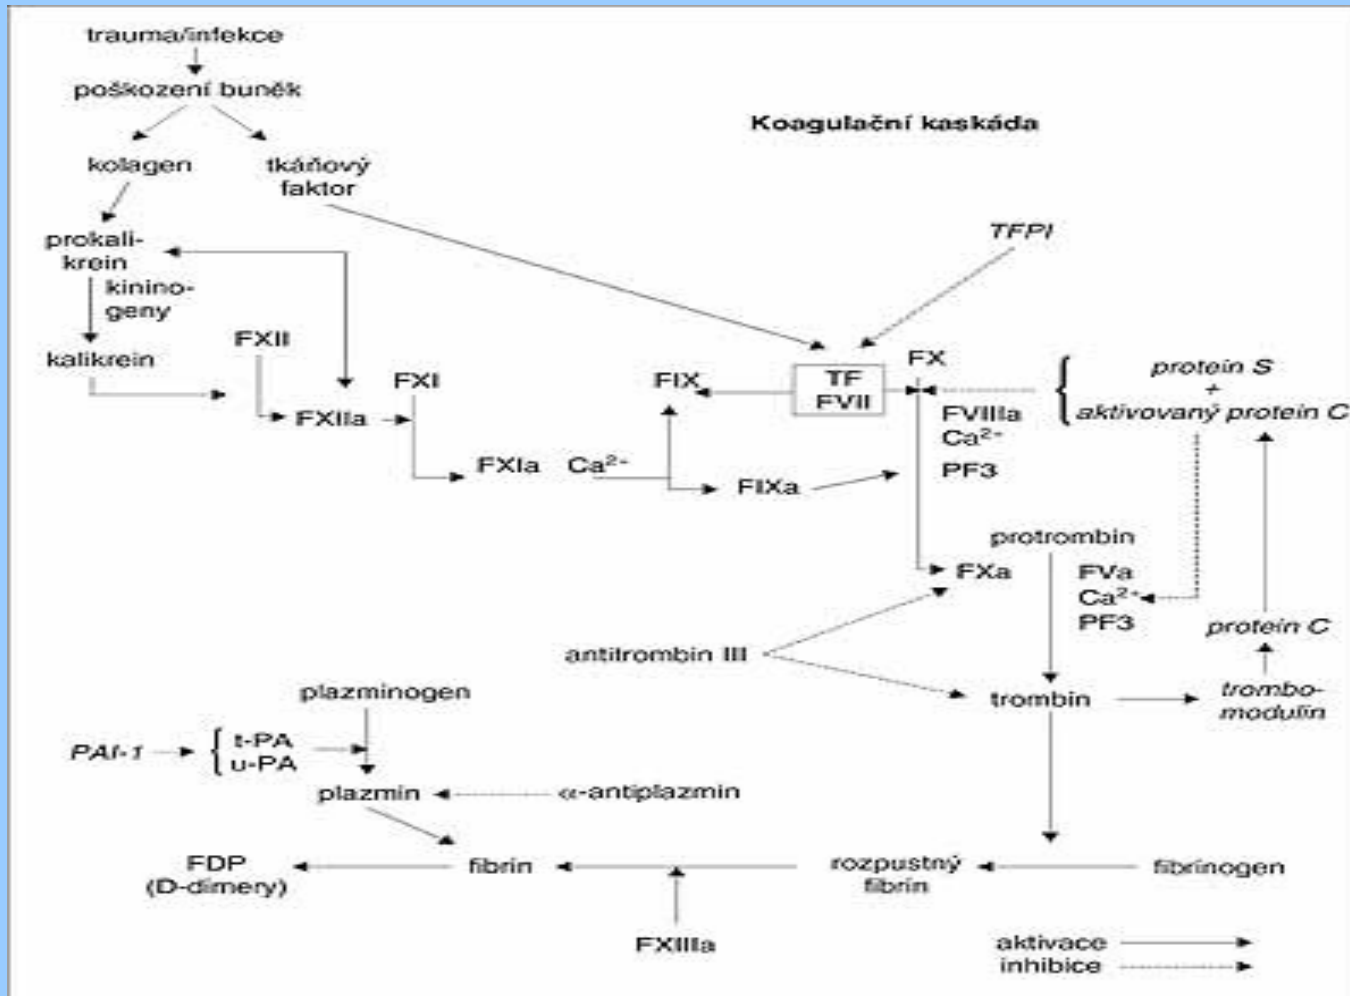 trauma/infekce
poškození buněk
Koagulační kaskáda
kolagen
tkáňový
faktor
TFPI
prokali-
krein
kinino-
geny
kalikrein
FXII
FXIIa
FXI
FXIa
Ca²⁻
FIX
FIXa
TF
FVII
FX
FVIIIa
Ca²⁻
PF3
protein S
+
aktivovaný protein C
protrombin
FXa
FVa
Ca²⁺
PF3
protein C
antitrombin III
trombin
trombo-
modulin
plazminogen
PAI-1
{ t-PA
u-PA
plazmin
α-antiplazmin
FDP
(D-dimery)
fibrin
rozpustný
fibrin
fibrinogen
FXIIIa
aktivace
inhibice